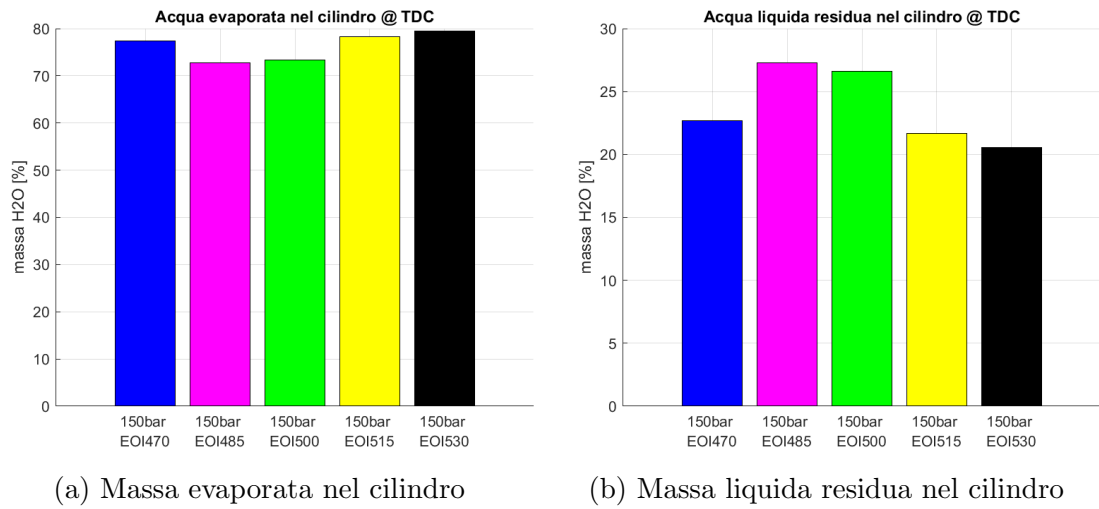 Acqua evaporata nel cilindro @ TDC
massa H2O [%]
80
70
60
50
40
30
20
10
0
150bar 150bar 150bar 150bar 150bar
EOI470 EOI485 EOI500 EOI515 EOI530
(a) Massa evaporata nel cilindro
Acqua liquida residua nel cilindro @ TDC
massa H2O [%]
30
25
20
15
10
5
0
150bar 150bar 150bar 150bar 150bar
EOI470 EOI485 EOI500 EOI515 EOI530
(b) Massa liquida residua nel cilindro